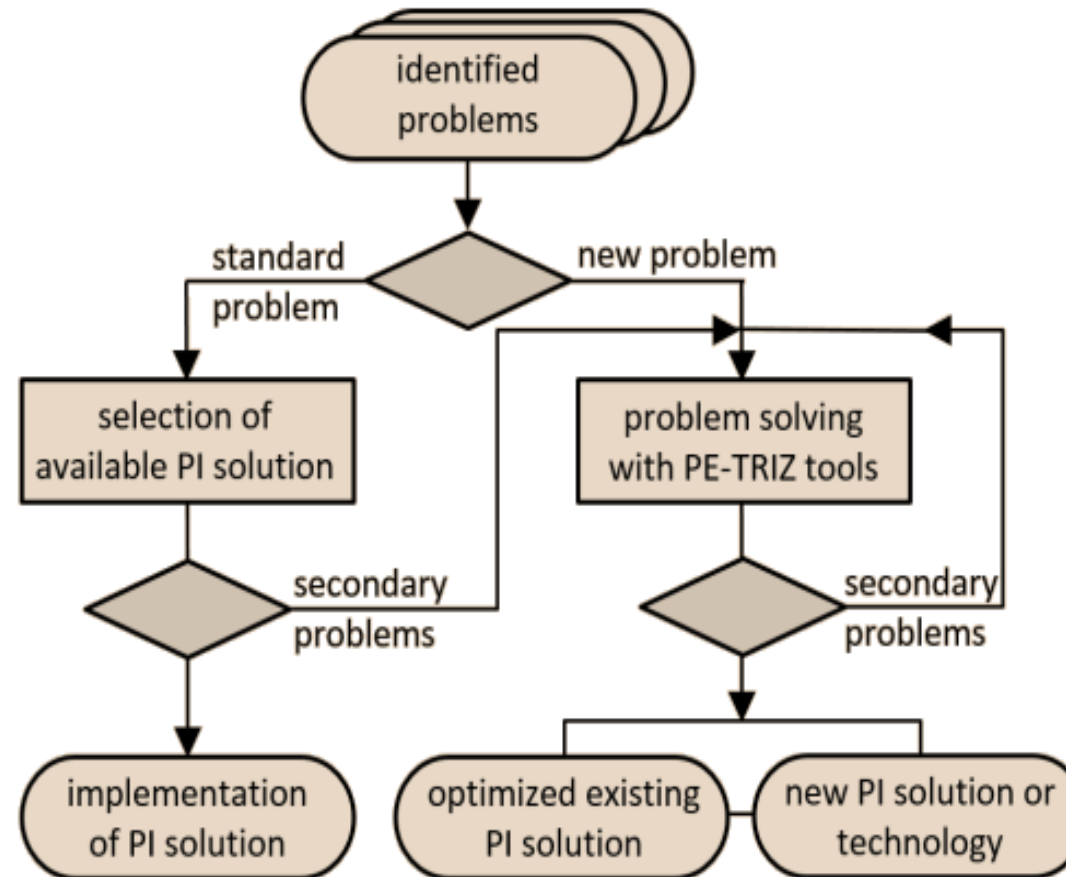 identified
problems
standard
problem
new problem
selection of
available PI solution
problem solving
with PE-TRIZ tools
secondary
problems
secondary
problems
implementation
of PI solution
optimized existing
PI solution
new PI solution or
technology